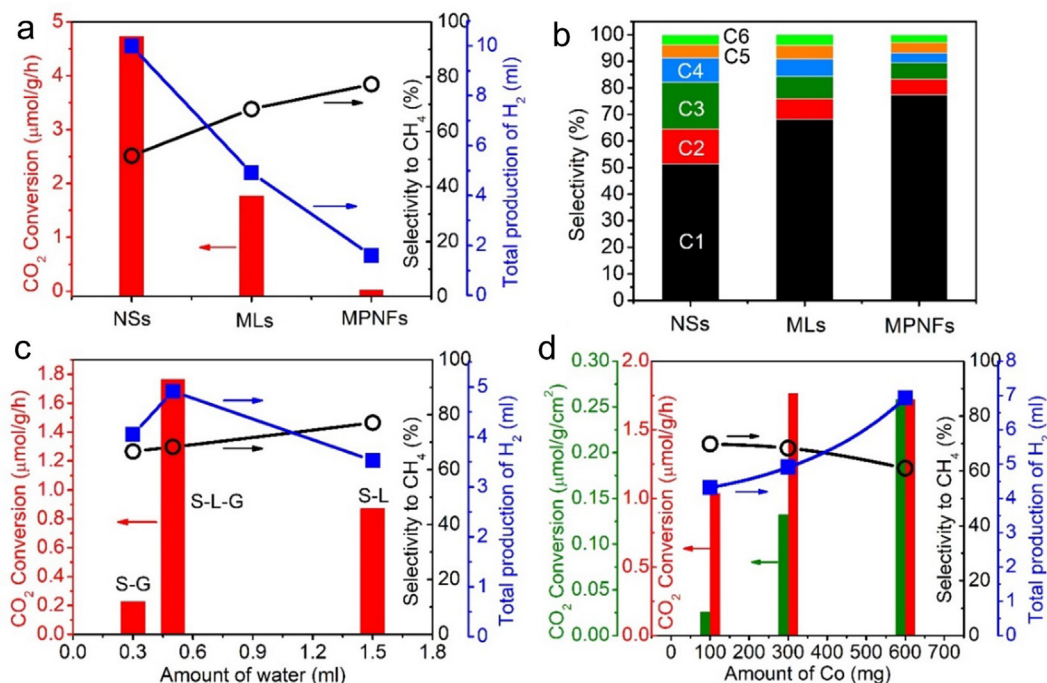 a
CO2 Conversion (μmol/g/h)
5
4
3
2
1
0
NSs
MLs
MPNFs
100
80
60
40
20
0
Selectivity to CH4 (%)
10
8
6
4
2
0
Total production of H2 (ml)
b
Selectivity (%)
100
90
80
70
60
50
40
30
20
10
0
C6
C5
C4
C3
C2
C1
NSs
MLs
MPNFs
c
CO2 Conversion (μmol/g/h)
1.8
1.6
1.4
1.2
1.0
0.8
0.6
0.4
0.2
0.0
S-G
S-L-G
S-L
0.0 0.3 0.6 0.9 1.2 1.5 1.8
Amount of water (ml)
100
80
60
40
20
0
Selectivity to CH4 (%)
5
4
3
2
1
0
Total production of H2 (ml)
d
CO2 Conversion (μmol/g/cm2)
0.30
0.25
0.20
0.15
0.10
0.05
0.00
CO2 Conversion (μmol/g/h)
2.0
1.5
1.0
0.5
0.0
0 100 200 300 400 500 600 700
Amount of Co (mg)
100
80
60
40
20
0
Selectivity to CH4 (%)
8
7
6
5
4
3
2
1
0
Total production of H2 (ml)